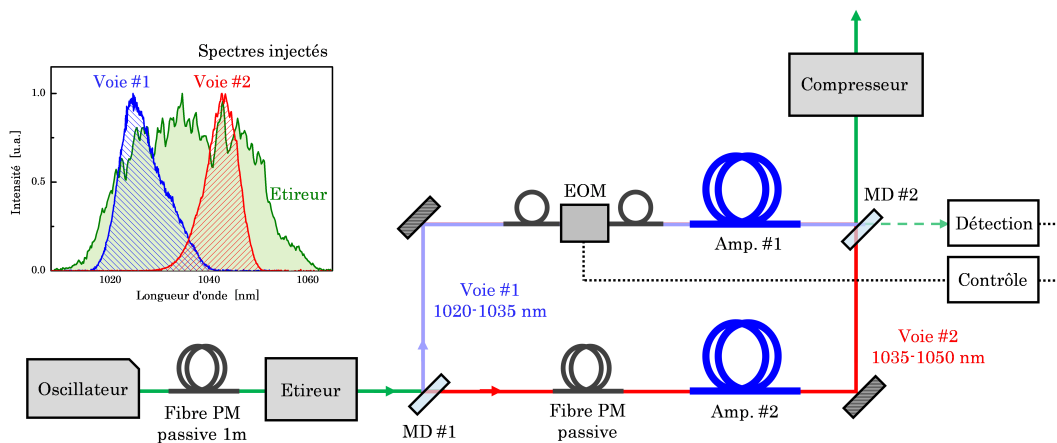 Spectres injectés
Voie #1
Voie #2
Etireur
Intensité [u.a.]
1.0
0.5
0.0
1020
1040
1060
Longueur d'onde [nm]
Compresseur
EOM
MD #2
Amp. #1
Détection
Contrôle
Voie #1
1020-1035 nm
Voie #2
1035-1050 nm
Oscillateur
Fibre PM
passive 1m
Etireur
MD #1
Fibre PM
passive
Amp. #2